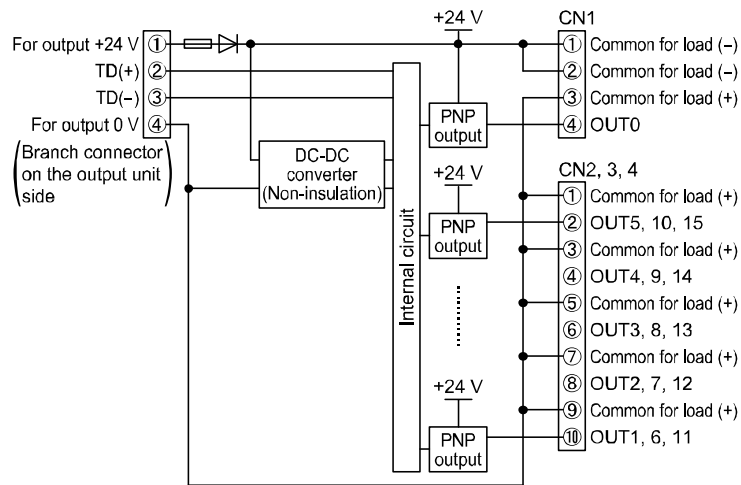 +24 V
CN1
For output +24 V ①
① Common for load (−)
TD(+) ②
② Common for load (−)
TD(−) ③
③ Common for load (+)
For output 0 V ④
④ OUT0
PNP
output
(Branch connector
on the output unit
side)
DC-DC
converter
(Non-insulation)
Internal circuit
+24 V
PNP
output
+24 V
PNP
output
CN2, 3, 4
① Common for load (+)
② OUT5, 10, 15
③ Common for load (+)
④ OUT4, 9, 14
⑤ Common for load (+)
⑥ OUT3, 8, 13
⑦ Common for load (+)
⑧ OUT2, 7, 12
⑨ Common for load (+)
⑩ OUT1, 6, 11